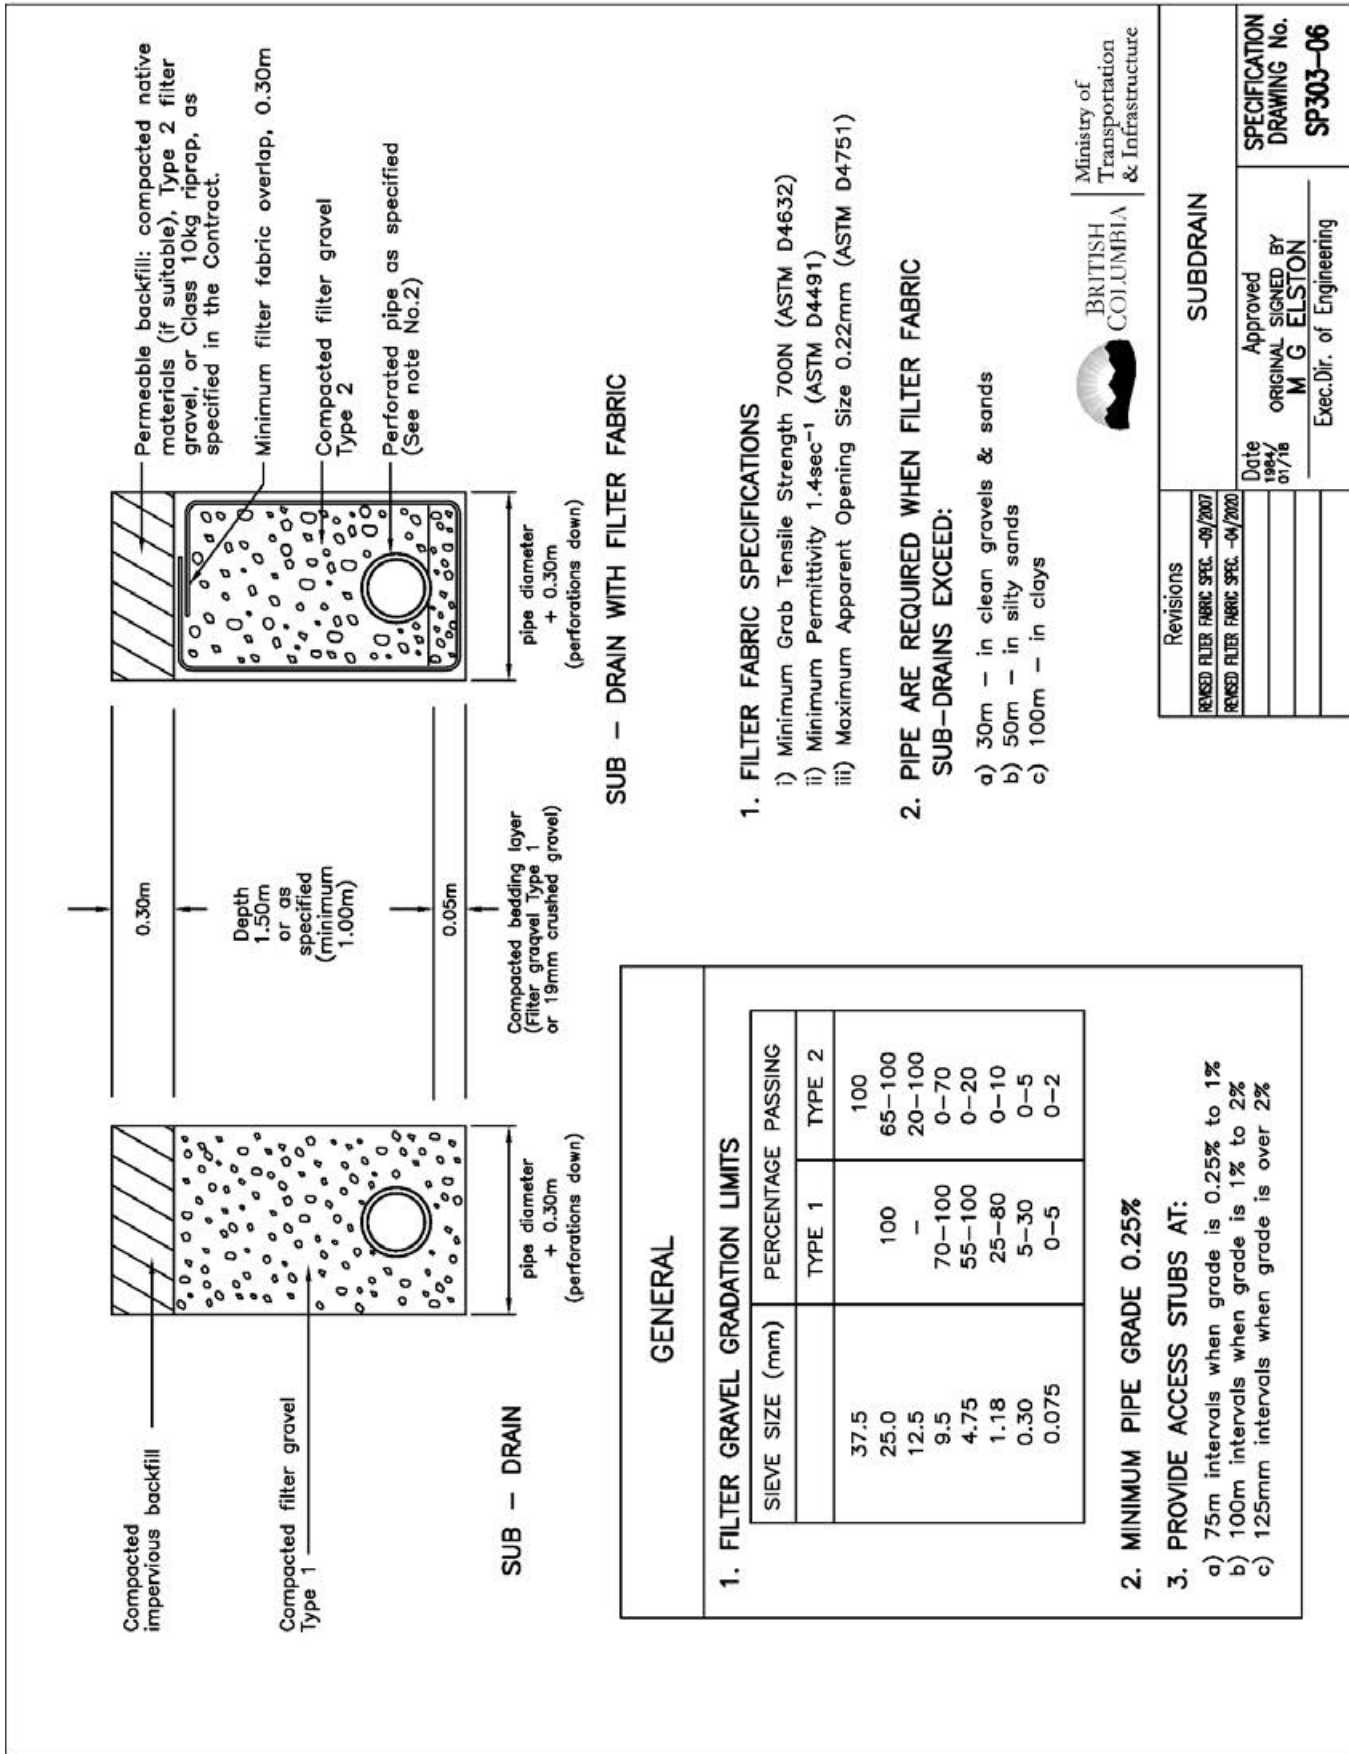 Compacted
impervious backfill
Compacted filter gravel
Type 1
SUB – DRAIN
pipe diameter
+ 0.30m
(perforations down)
0.30m
Depth
1.50m
or as
specified
(minimum
1.00m)
0.05m
Compacted bedding layer
(Filter graqvel Type 1
or 19mm crushed gravel)
Permeable backfill: compacted native
materials (if suitable), Type 2 filter
gravel, or Class 10kg riprap, as
specified in the Contract.
Minimum filter fabric overlap, 0.30m
Compacted filter gravel
Type 2
Perforated pipe as specified
(See note No.2)
pipe diameter
+ 0.30m
(perforations down)
SUB – DRAIN WITH FILTER FABRIC
GENERAL
1. FILTER GRAVEL GRADATION LIMITS
SIEVE SIZE (mm) PERCENTAGE PASSING
TYPE 1 TYPE 2
37.5 100
25.0 100 65–100
12.5 – 20–100
9.5 70–100 0–70
4.75 55–100 0–20
1.18 25–80 0–10
0.30 5–30 0–5
0.075 0–5 0–2
2. MINIMUM PIPE GRADE 0.25%
3. PROVIDE ACCESS STUBS AT:
a) 75m intervals when grade is 0.25% to 1%
b) 100m intervals when grade is 1% to 2%
c) 125mm intervals when grade is over 2%
1. FILTER FABRIC SPECIFICATIONS
i) Minimum Grab Tensile Strength 700N (ASTM D4632)
ii) Minimum Permittivity 1.4sec⁻¹ (ASTM D4491)
iii) Maximum Apparent Opening Size 0.22mm (ASTM D4751)
2. PIPE ARE REQUIRED WHEN FILTER FABRIC
SUB–DRAINS EXCEED:
a) 30m – in clean gravels & sands
b) 50m – in silty sands
c) 100m – in clays
BRITISH
COLUMBIA
Ministry of
Transportation
& Infrastructure
Revisions
REVISED FILTER FABRIC SPEC. –09/2007
REVISED FILTER FABRIC SPEC. –04/2020
SUBDRAIN
Date
1984/
01/18
Approved
ORIGINAL SIGNED BY
M G ELSTON
Exec.Dir. of Engineering
SPECIFICATION
DRAWING No.
SP303–06